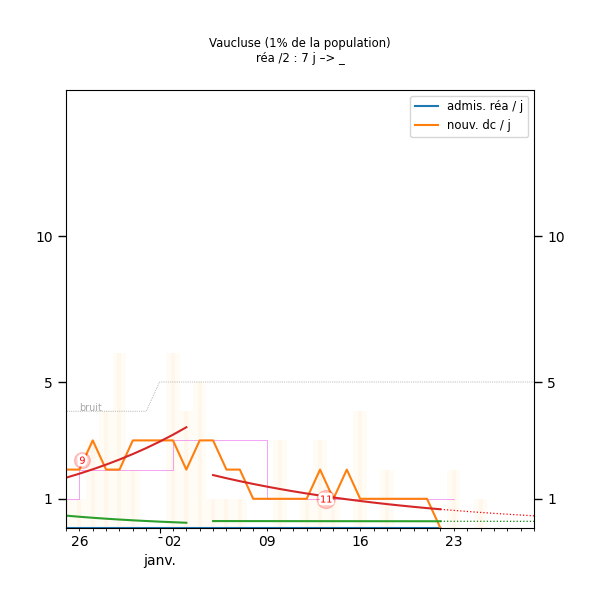 Vaucluse (1% de la population)
réa /2 : 7 j –> _
admis. réa / j
nouv. dc / j
10
10
5
5
bruit
9
11
1
1
26
02
09
16
23
janv.